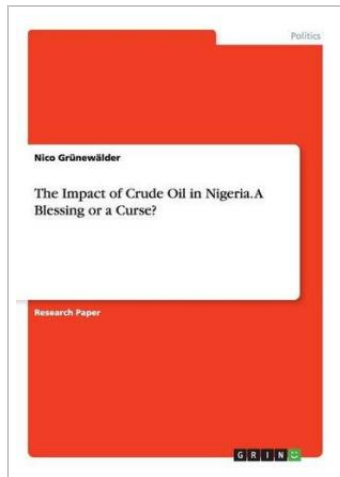 Politics
Nico Grünewälder
The Impact of Crude Oil in Nigeria. A
Blessing or a Curse?
Research Paper
GRIN